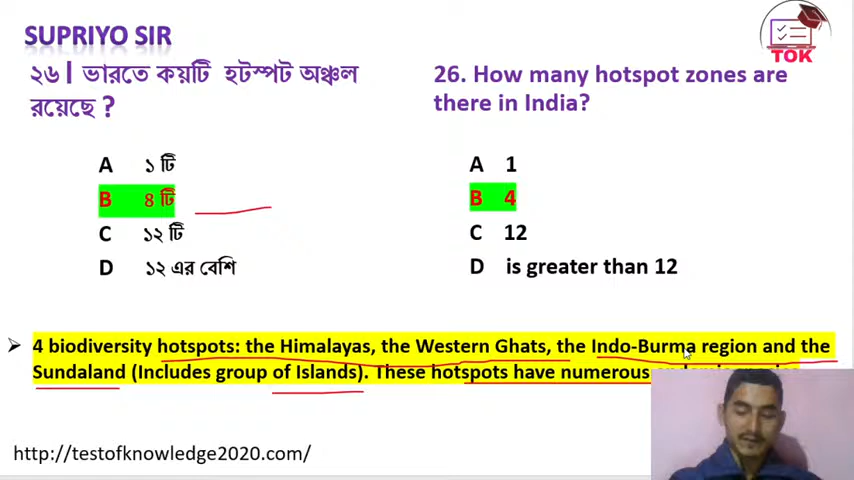 SUPRIYO SIR
TOK
২৬। ভারতে কয়টি হটস্পট অঞ্চল
রয়েছে ?
A ১ টি
B ৪ টি
C ১২ টি
D ১২ এর বেশি
26. How many hotspot zones are
there in India?
A 1
B 4
C 12
D is greater than 12
➢ 4 biodiversity hotspots: the Himalayas, the Western Ghats, the Indo-Burma region and the
Sundaland (Includes group of Islands). These hotspots have numerous
http://testofknowledge2020.com/